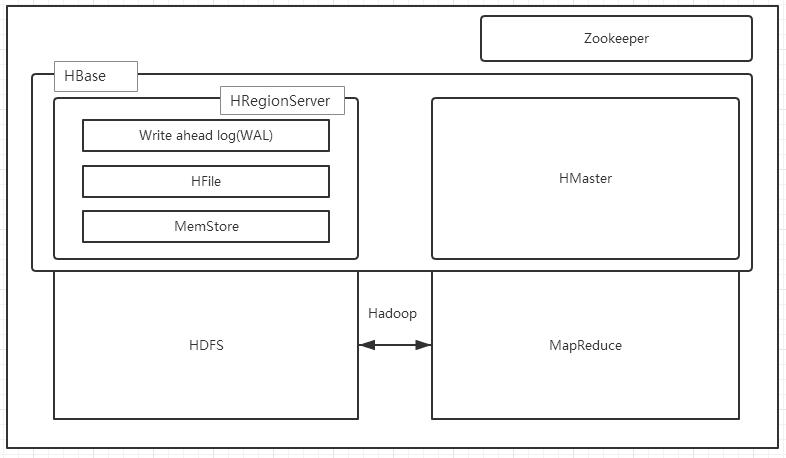 Zookeeper
HBase
HRegionServer
Write ahead log(WAL)
HFile
MemStore
HMaster
Hadoop
HDFS
MapReduce